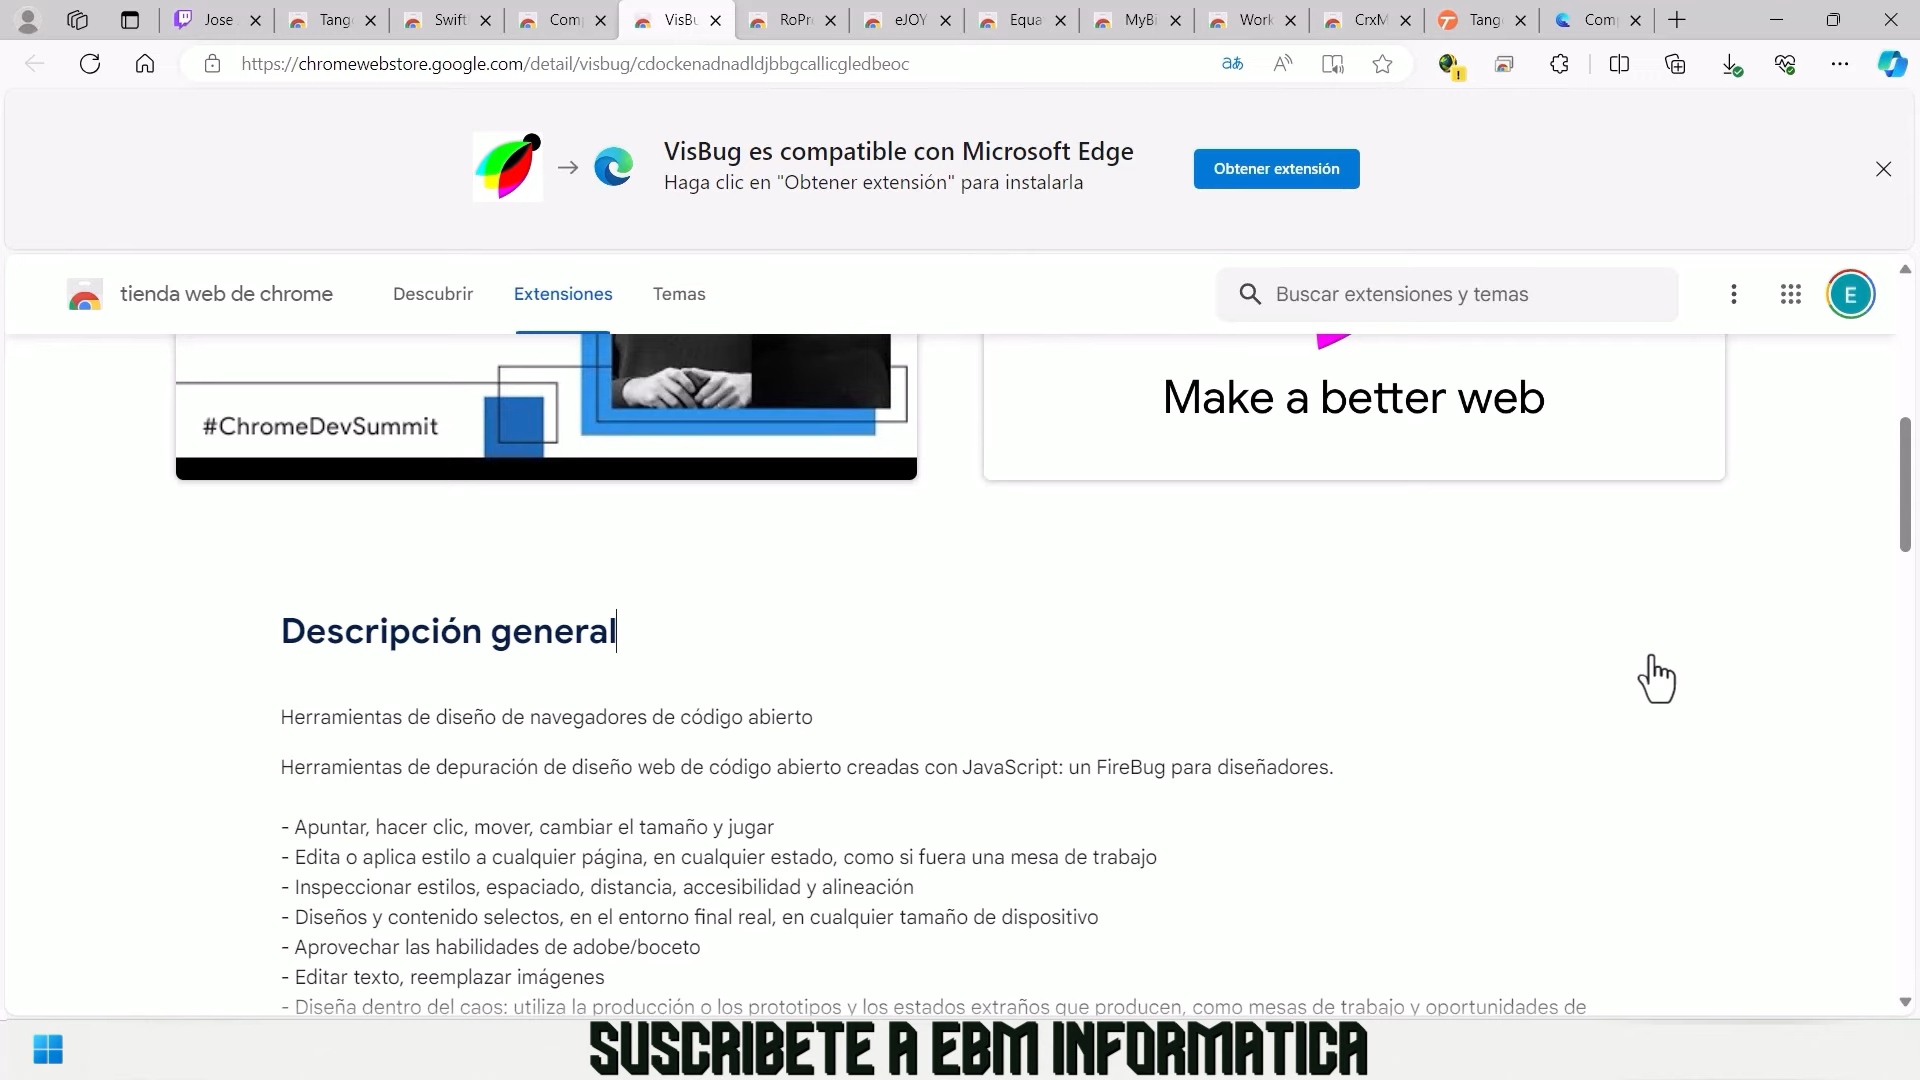 Jose
Tang
Swift
Com
VisBu
RoPr
eJOY
Equa
MyBi
Work
CrxM
Tang
Com
https://chromewebstore.google.com/detail/visbug/cdockenadnadldjbbgcallicgledbeoc
VisBug es compatible con Microsoft Edge
Haga clic en "Obtener extensión" para instalarla
Obtener extensión
tienda web de chrome
Descubrir
Extensiones
Temas
Buscar extensiones y temas
E
#ChromeDevSummit
Make a better web
Descripción general
Herramientas de diseño de navegadores de código abierto
Herramientas de depuración de diseño web de código abierto creadas con JavaScript: un FireBug para diseñadores.
- Apuntar, hacer clic, mover, cambiar el tamaño y jugar
- Edita o aplica estilo a cualquier página, en cualquier estado, como si fuera una mesa de trabajo
- Inspeccionar estilos, espaciado, distancia, accesibilidad y alineación
- Diseños y contenido selectos, en el entorno final real, en cualquier tamaño de dispositivo
- Aprovechar las habilidades de adobe/boceto
- Editar texto, reemplazar imágenes
- Diseña dentro del caos: utiliza la producción o los prototipos y los estados extraños que producen, como mesas de trabajo y oportunidades de
SUSCRIBETE A EBM INFORMATICA